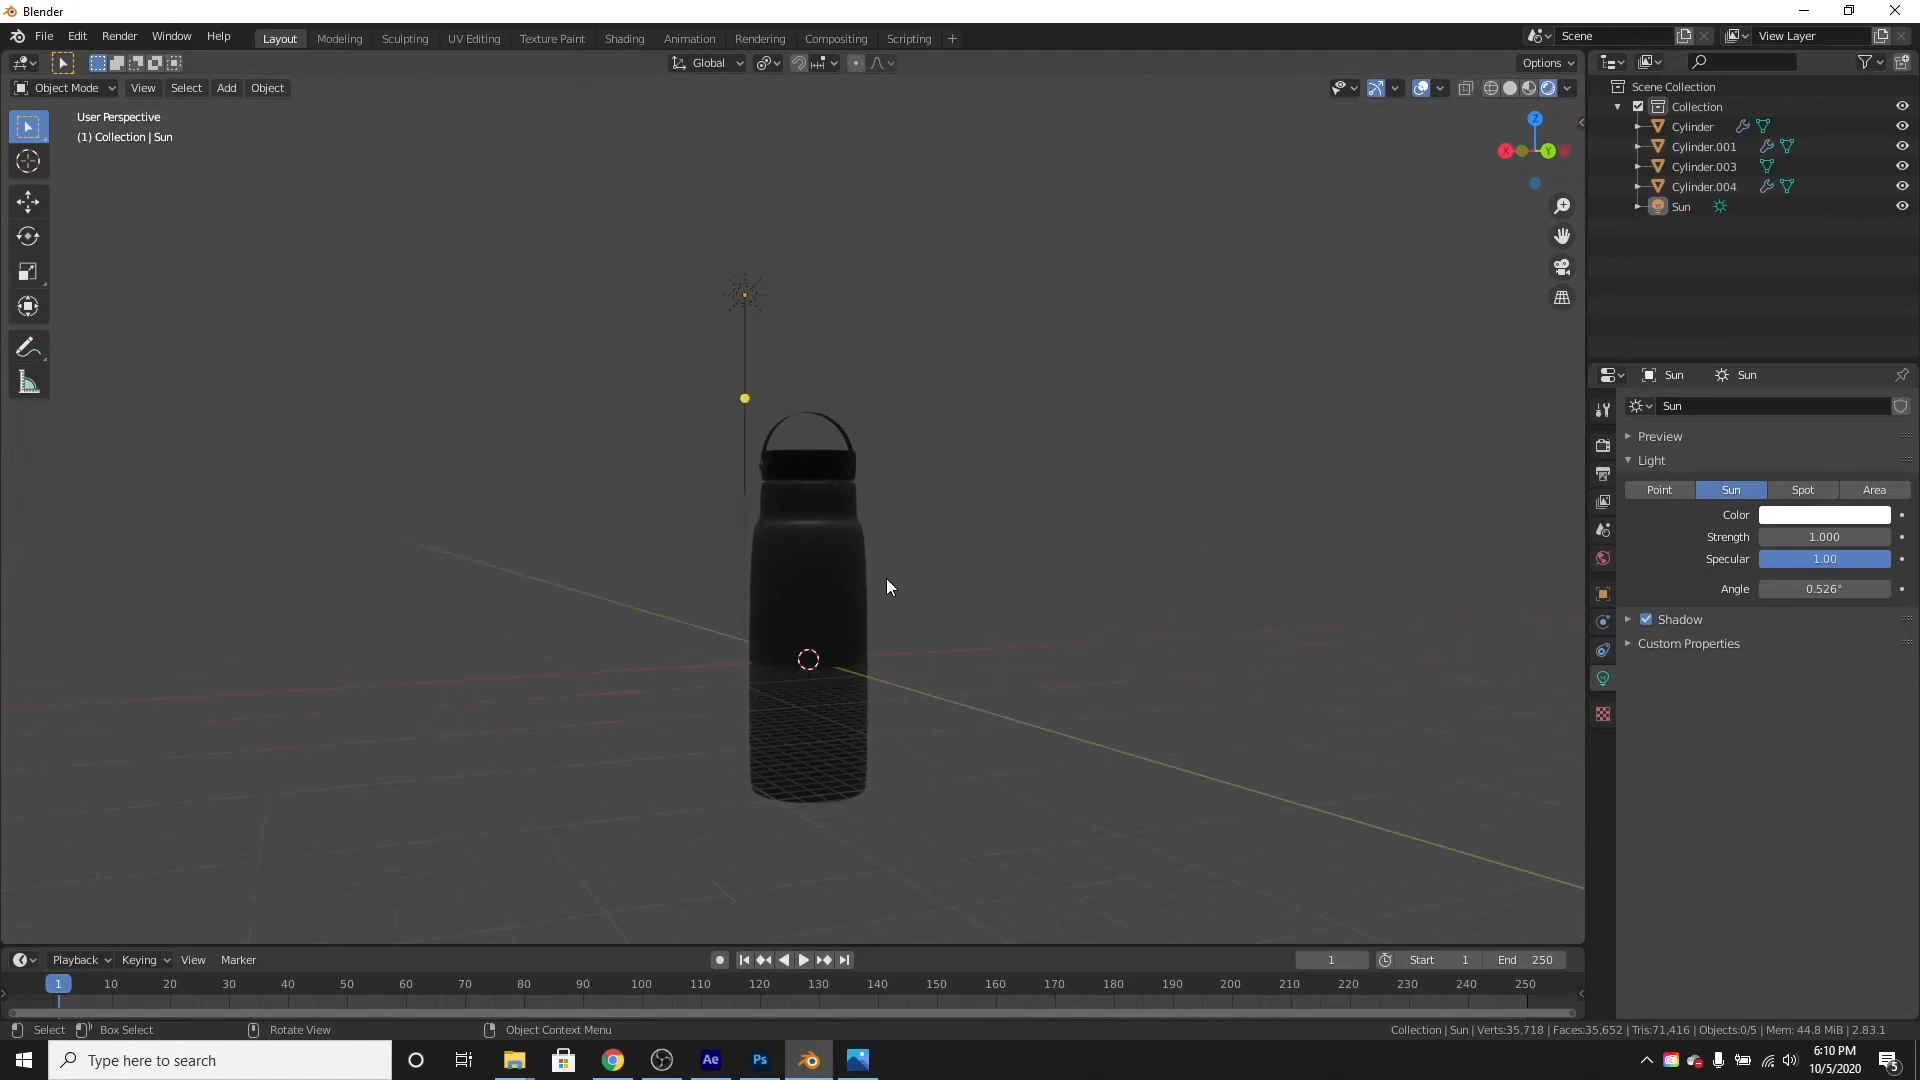 Blender
File Edit Render Window Help
Layout Modeling Sculpting UV Editing Texture Paint Shading Animation Rendering Compositing Scripting +
Scene
View Layer
Global
Options
Object Mode View Select Add Object
User Perspective
(1) Collection | Sun
Z
X
Y
Scene Collection
Collection
Cylinder
Cylinder.001
Cylinder.003
Cylinder.004
Sun
Sun Sun
Sun
Preview
Light
Point Sun Spot Area
Color
Strength 1.000
Specular 1.00
Angle 0.526°
Shadow
Custom Properties
Playback Keying View Marker
1 Start 1 End 250
1 10 20 30 40 50 60 70 80 90 100 110 120 130 140 150 160 170 180 190 200 210 220 230 240 250
Select Box Select Rotate View Object Context Menu
Collection | Sun | Verts:35,718 | Faces:35,652 | Tris:71,416 | Objects:0/5 | Mem: 44.8 MiB | 2.83.1
Type here to search
Ae
Ps
6:10 PM
10/5/2020
5